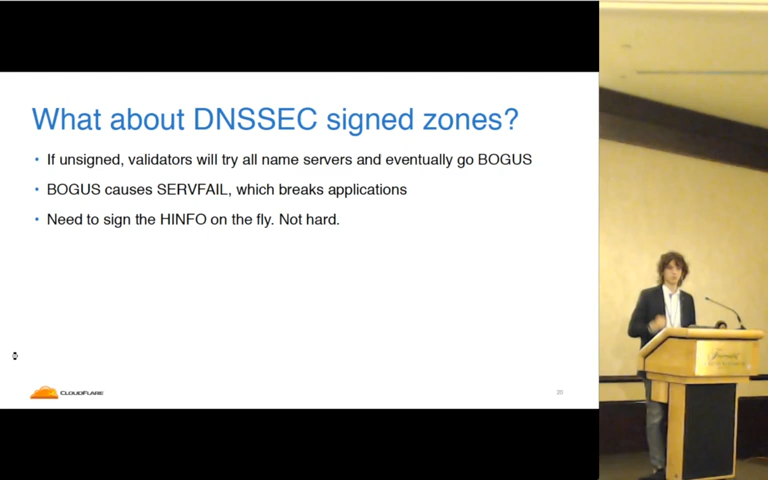 What about DNSSEC signed zones?
• If unsigned, validators will try all name servers and eventually go BOGUS
• BOGUS causes SERVFAIL, which breaks applications
• Need to sign the HINFO on the fly. Not hard.
CLOUDFLARE
Fairmont